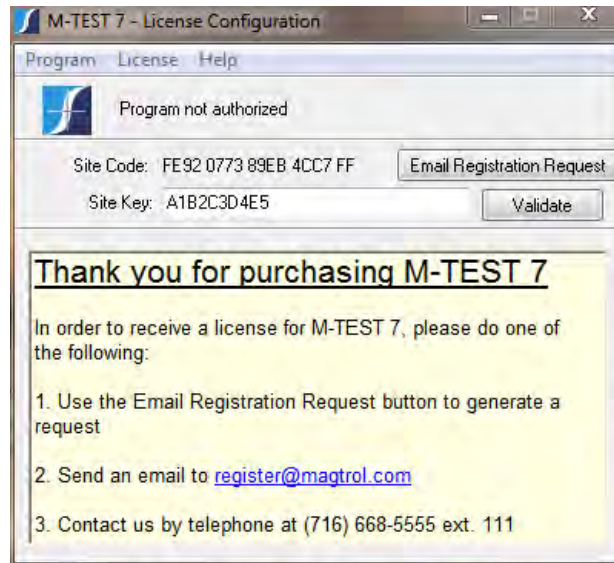 M-TEST 7 - License Configuration
Program License Help
Program not authorized
Site Code: FE92 0773 89EB 4CC7 FF Email Registration Request
Site Key: A1B2C3D4E5 Validate
Thank you for purchasing M-TEST 7
In order to receive a license for M-TEST 7, please do one of
the following:
1. Use the Email Registration Request button to generate a
request
2. Send an email to register@magtrol.com
3. Contact us by telephone at (716) 668-5555 ext. 111